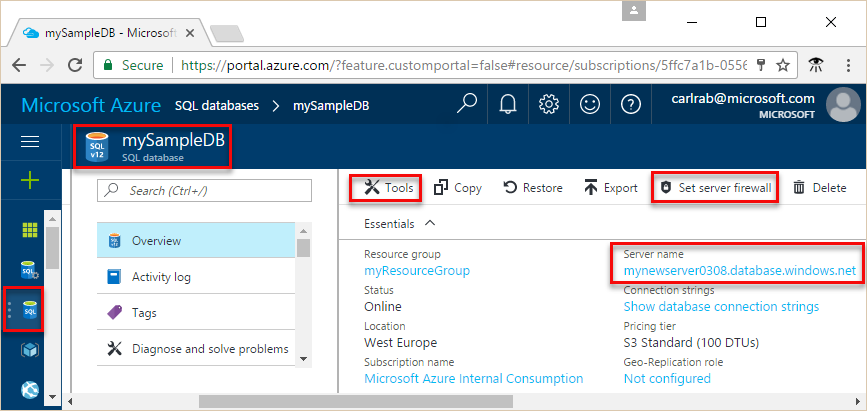 mySampleDB - Microsoft
Secure https://portal.azure.com/?feature.customportal=false#resource/subscriptions/5ffc7a1b-0556
Microsoft Azure SQL databases > mySampleDB carlrab@microsoft.com
MICROSOFT
SQL v12 mySampleDB
SQL database
Search (Ctrl+/)
Tools Copy Restore Export Set server firewall Delete
Essentials
Overview
Activity log
Tags
Diagnose and solve problems
Resource group
myResourceGroup
Status
Online
Location
West Europe
Subscription name
Microsoft Azure Internal Consumption
Server name
mynewserver0308.database.windows.net
Connection strings
Show database connection strings
Pricing tier
S3 Standard (100 DTUs)
Geo-Replication role
Not configured
SQL
SQL